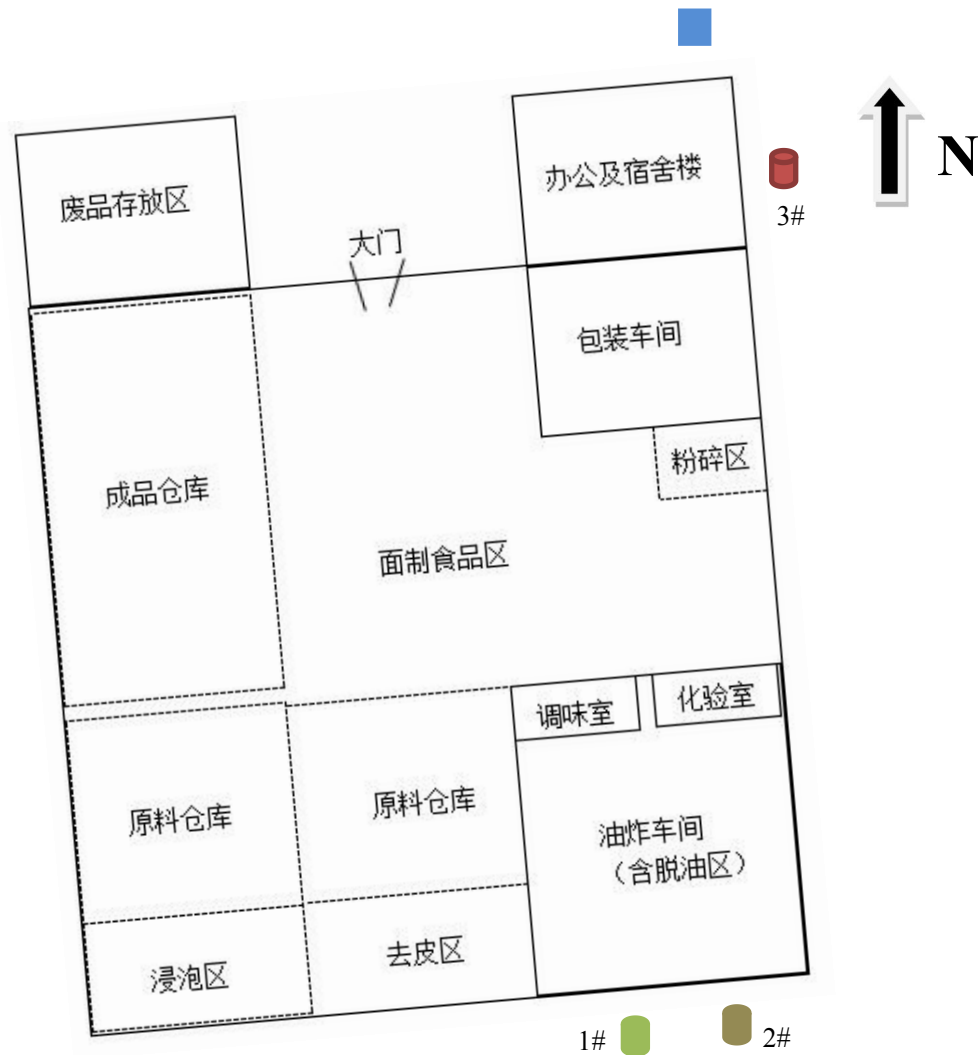 N
办公及宿舍楼
废品存放区
3#
大门
包装车间
粉碎区
成品仓库
面制食品区
调味室
化验室
原料仓库
原料仓库
油炸车间
（含脱油区）
浸泡区
去皮区
1#
2#